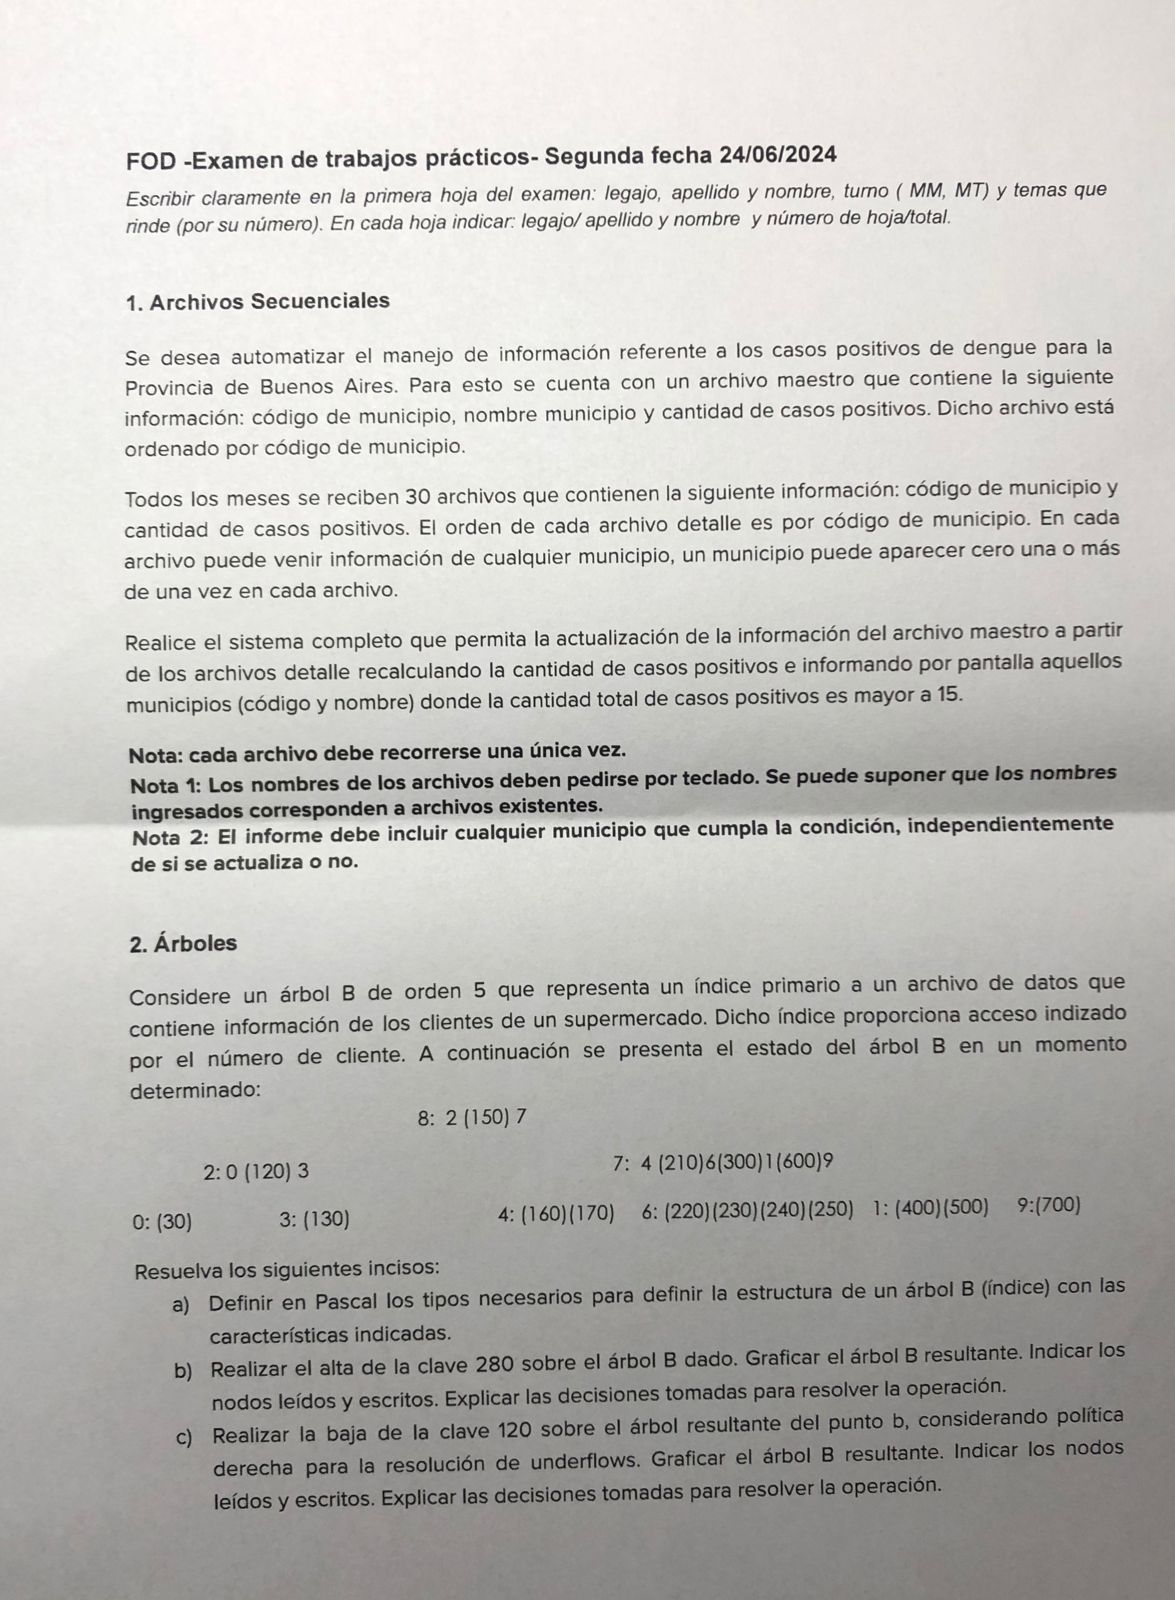 FOD -Examen de trabajos prácticos- Segunda fecha 24/06/2024
Escribir claramente en la primera hoja del examen: legajo, apellido y nombre, turno ( MM, MT) y temas que
rinde (por su número). En cada hoja indicar: legajo/ apellido y nombre y número de hoja/total.
1. Archivos Secuenciales
Se desea automatizar el manejo de información referente a los casos positivos de dengue para la
Provincia de Buenos Aires. Para esto se cuenta con un archivo maestro que contiene la siguiente
información: código de municipio, nombre municipio y cantidad de casos positivos. Dicho archivo está
ordenado por código de municipio.
Todos los meses se reciben 30 archivos que contienen la siguiente información: código de municipio y
cantidad de casos positivos. El orden de cada archivo detalle es por código de municipio. En cada
archivo puede venir información de cualquier municipio, un municipio puede aparecer cero una o más
de una vez en cada archivo.
Realice el sistema completo que permita la actualización de la información del archivo maestro a partir
de los archivos detalle recalculando la cantidad de casos positivos e informando por pantalla aquellos
municipios (código y nombre) donde la cantidad total de casos positivos es mayor a 15.
Nota: cada archivo debe recorrerse una única vez.
Nota 1: Los nombres de los archivos deben pedirse por teclado. Se puede suponer que los nombres
ingresados corresponden a archivos existentes.
Nota 2: El informe debe incluir cualquier municipio que cumpla la condición, independientemente
de si se actualiza o no.
2. Árboles
Considere un árbol B de orden 5 que representa un índice primario a un archivo de datos que
contiene información de los clientes de un supermercado. Dicho índice proporciona acceso indizado
por el número de cliente. A continuación se presenta el estado del árbol B en un momento
determinado:
8: 2 (150) 7
2: 0 (120) 3 7: 4 (210)6(300)1(600)9
0: (30) 3: (130) 4: (160)(170) 6: (220)(230)(240)(250) 1: (400)(500) 9:(700)
Resuelva los siguientes incisos:
a) Definir en Pascal los tipos necesarios para definir la estructura de un árbol B (índice) con las
características indicadas.
b) Realizar el alta de la clave 280 sobre el árbol B dado. Graficar el árbol B resultante. Indicar los
nodos leídos y escritos. Explicar las decisiones tomadas para resolver la operación.
c) Realizar la baja de la clave 120 sobre el árbol resultante del punto b, considerando política
derecha para la resolución de underflows. Graficar el árbol B resultante. Indicar los nodos
leídos y escritos. Explicar las decisiones tomadas para resolver la operación.